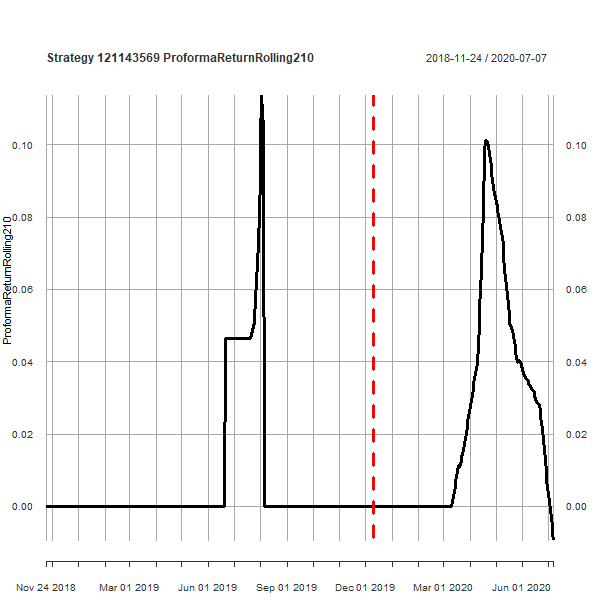 Strategy 121143569 ProformaReturnRolling210
2018-11-24 / 2020-07-07
ProformaReturnRolling210
0.10 0.10
0.08 0.08
0.06 0.06
0.04 0.04
0.02 0.02
0.00 0.00
Nov 24 2018 Mar 01 2019 Jun 01 2019 Sep 01 2019 Dec 01 2019 Mar 01 2020 Jun 01 2020